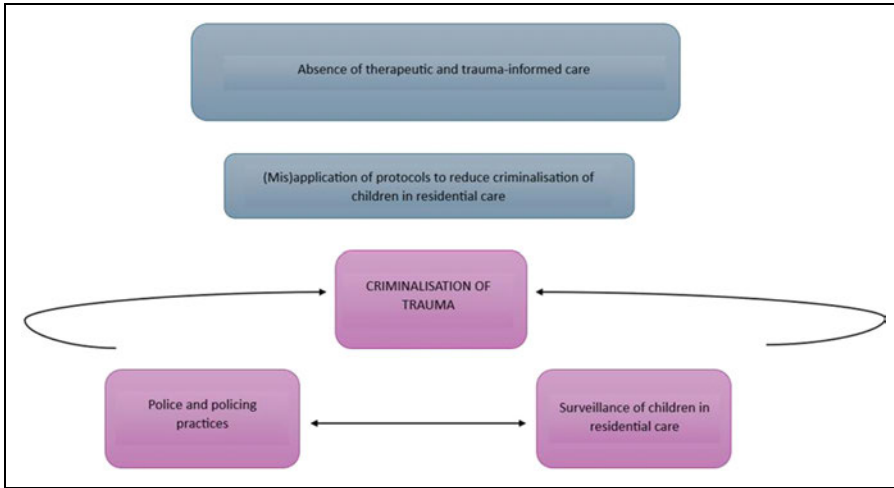 Absence of therapeutic and trauma-informed care
(Mis)application of protocols to reduce criminalisation of
children in residential care
CRIMINALISATION OF
TRAUMA
Police and policing
practices
Surveillance of children in
residential care